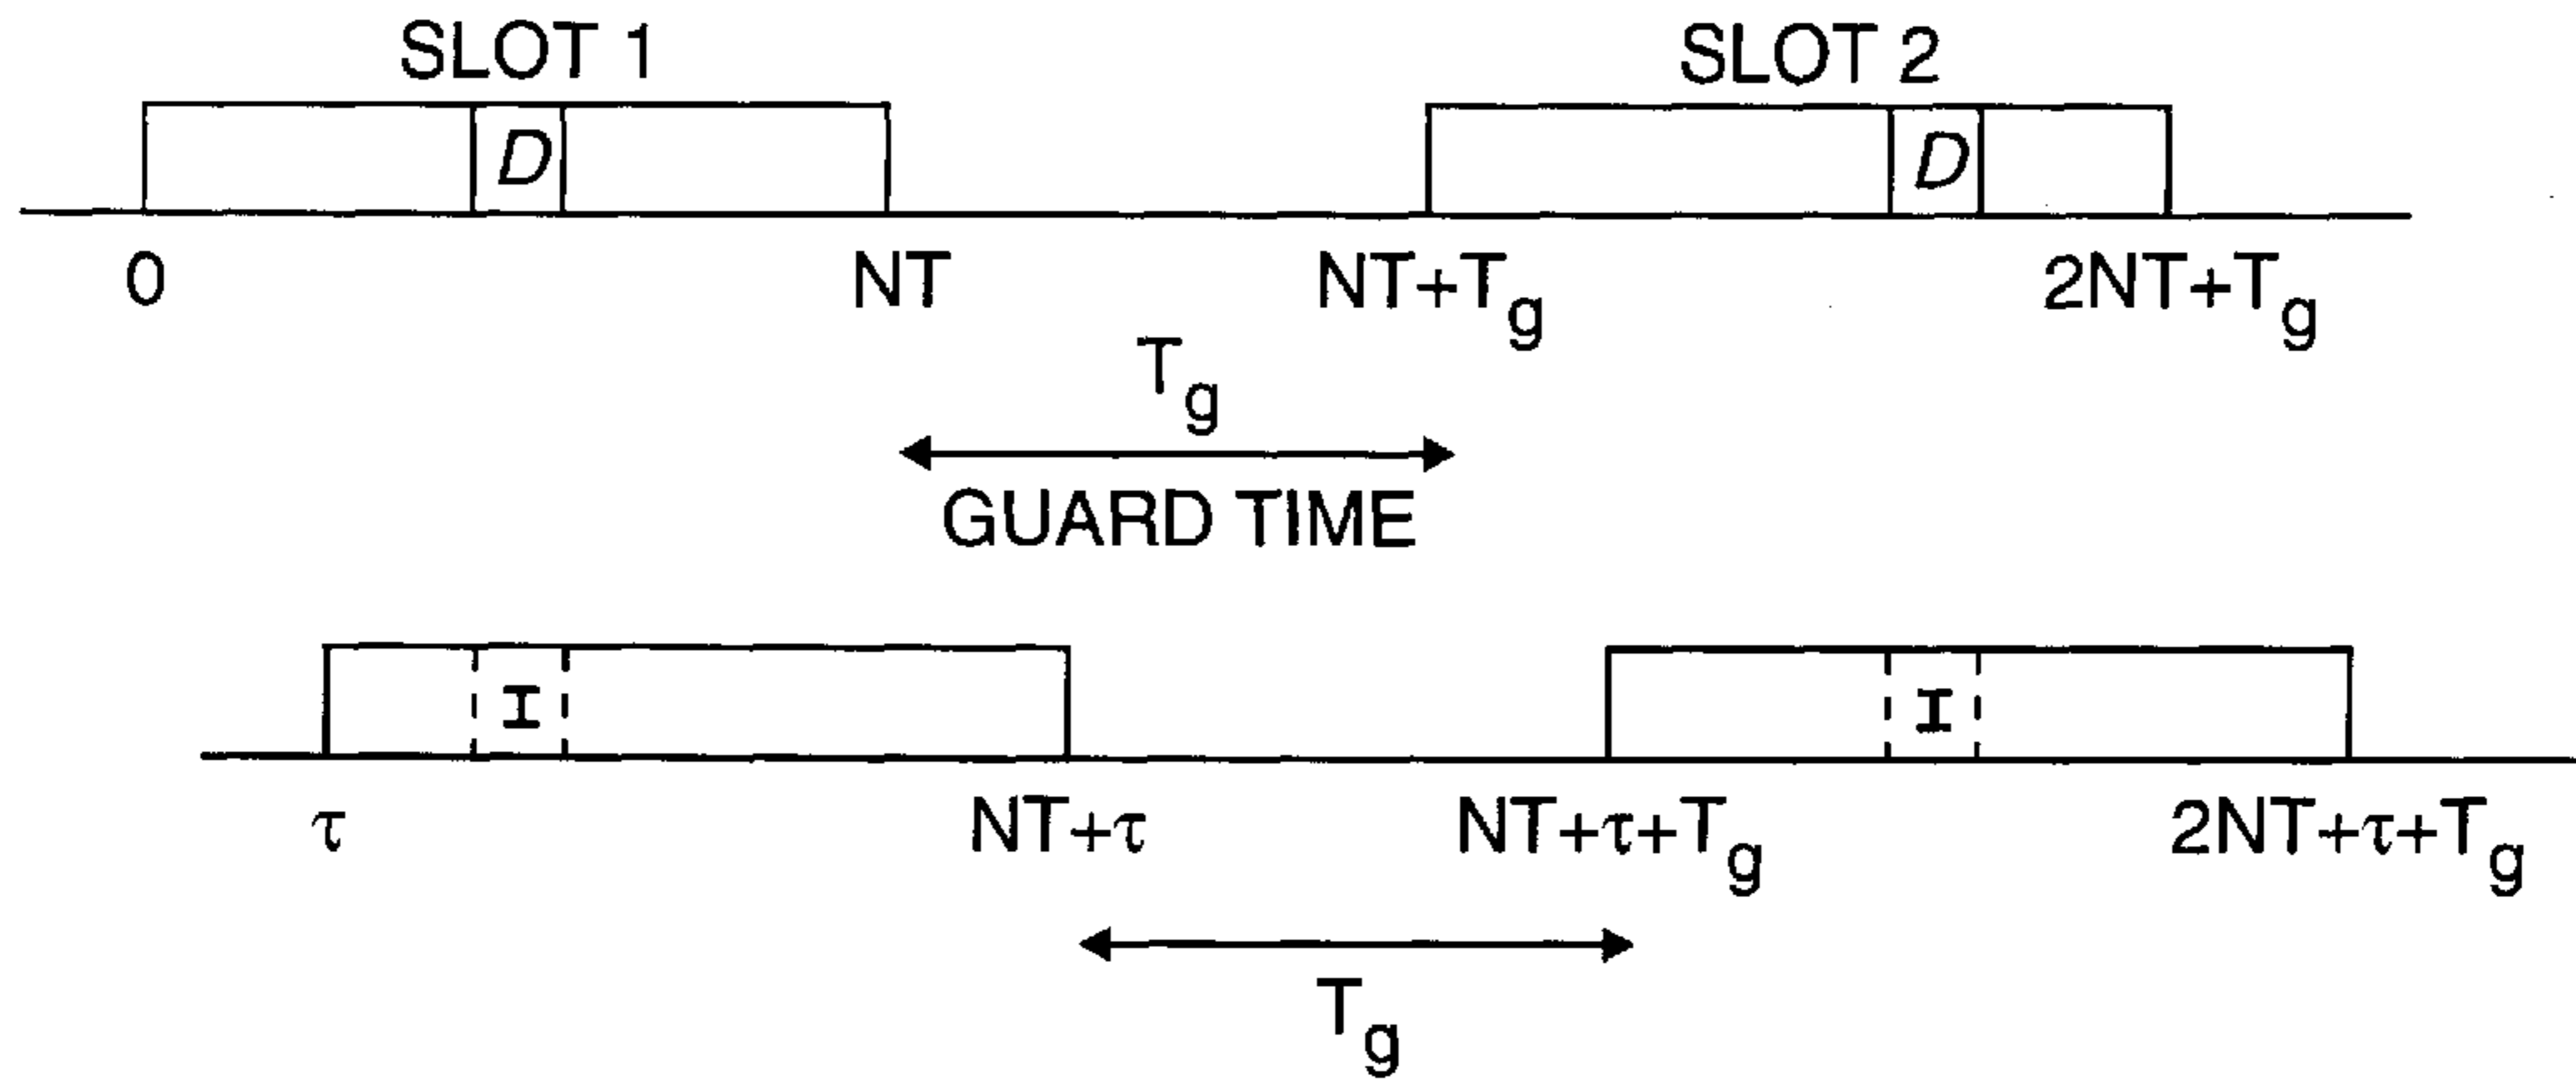 SLOT 1 SLOT 2
D D
0 NT NT+Tg 2NT+Tg
Tg
GUARD TIME
I I
τ NT+τ NT+τ+Tg 2NT+τ+Tg
Tg